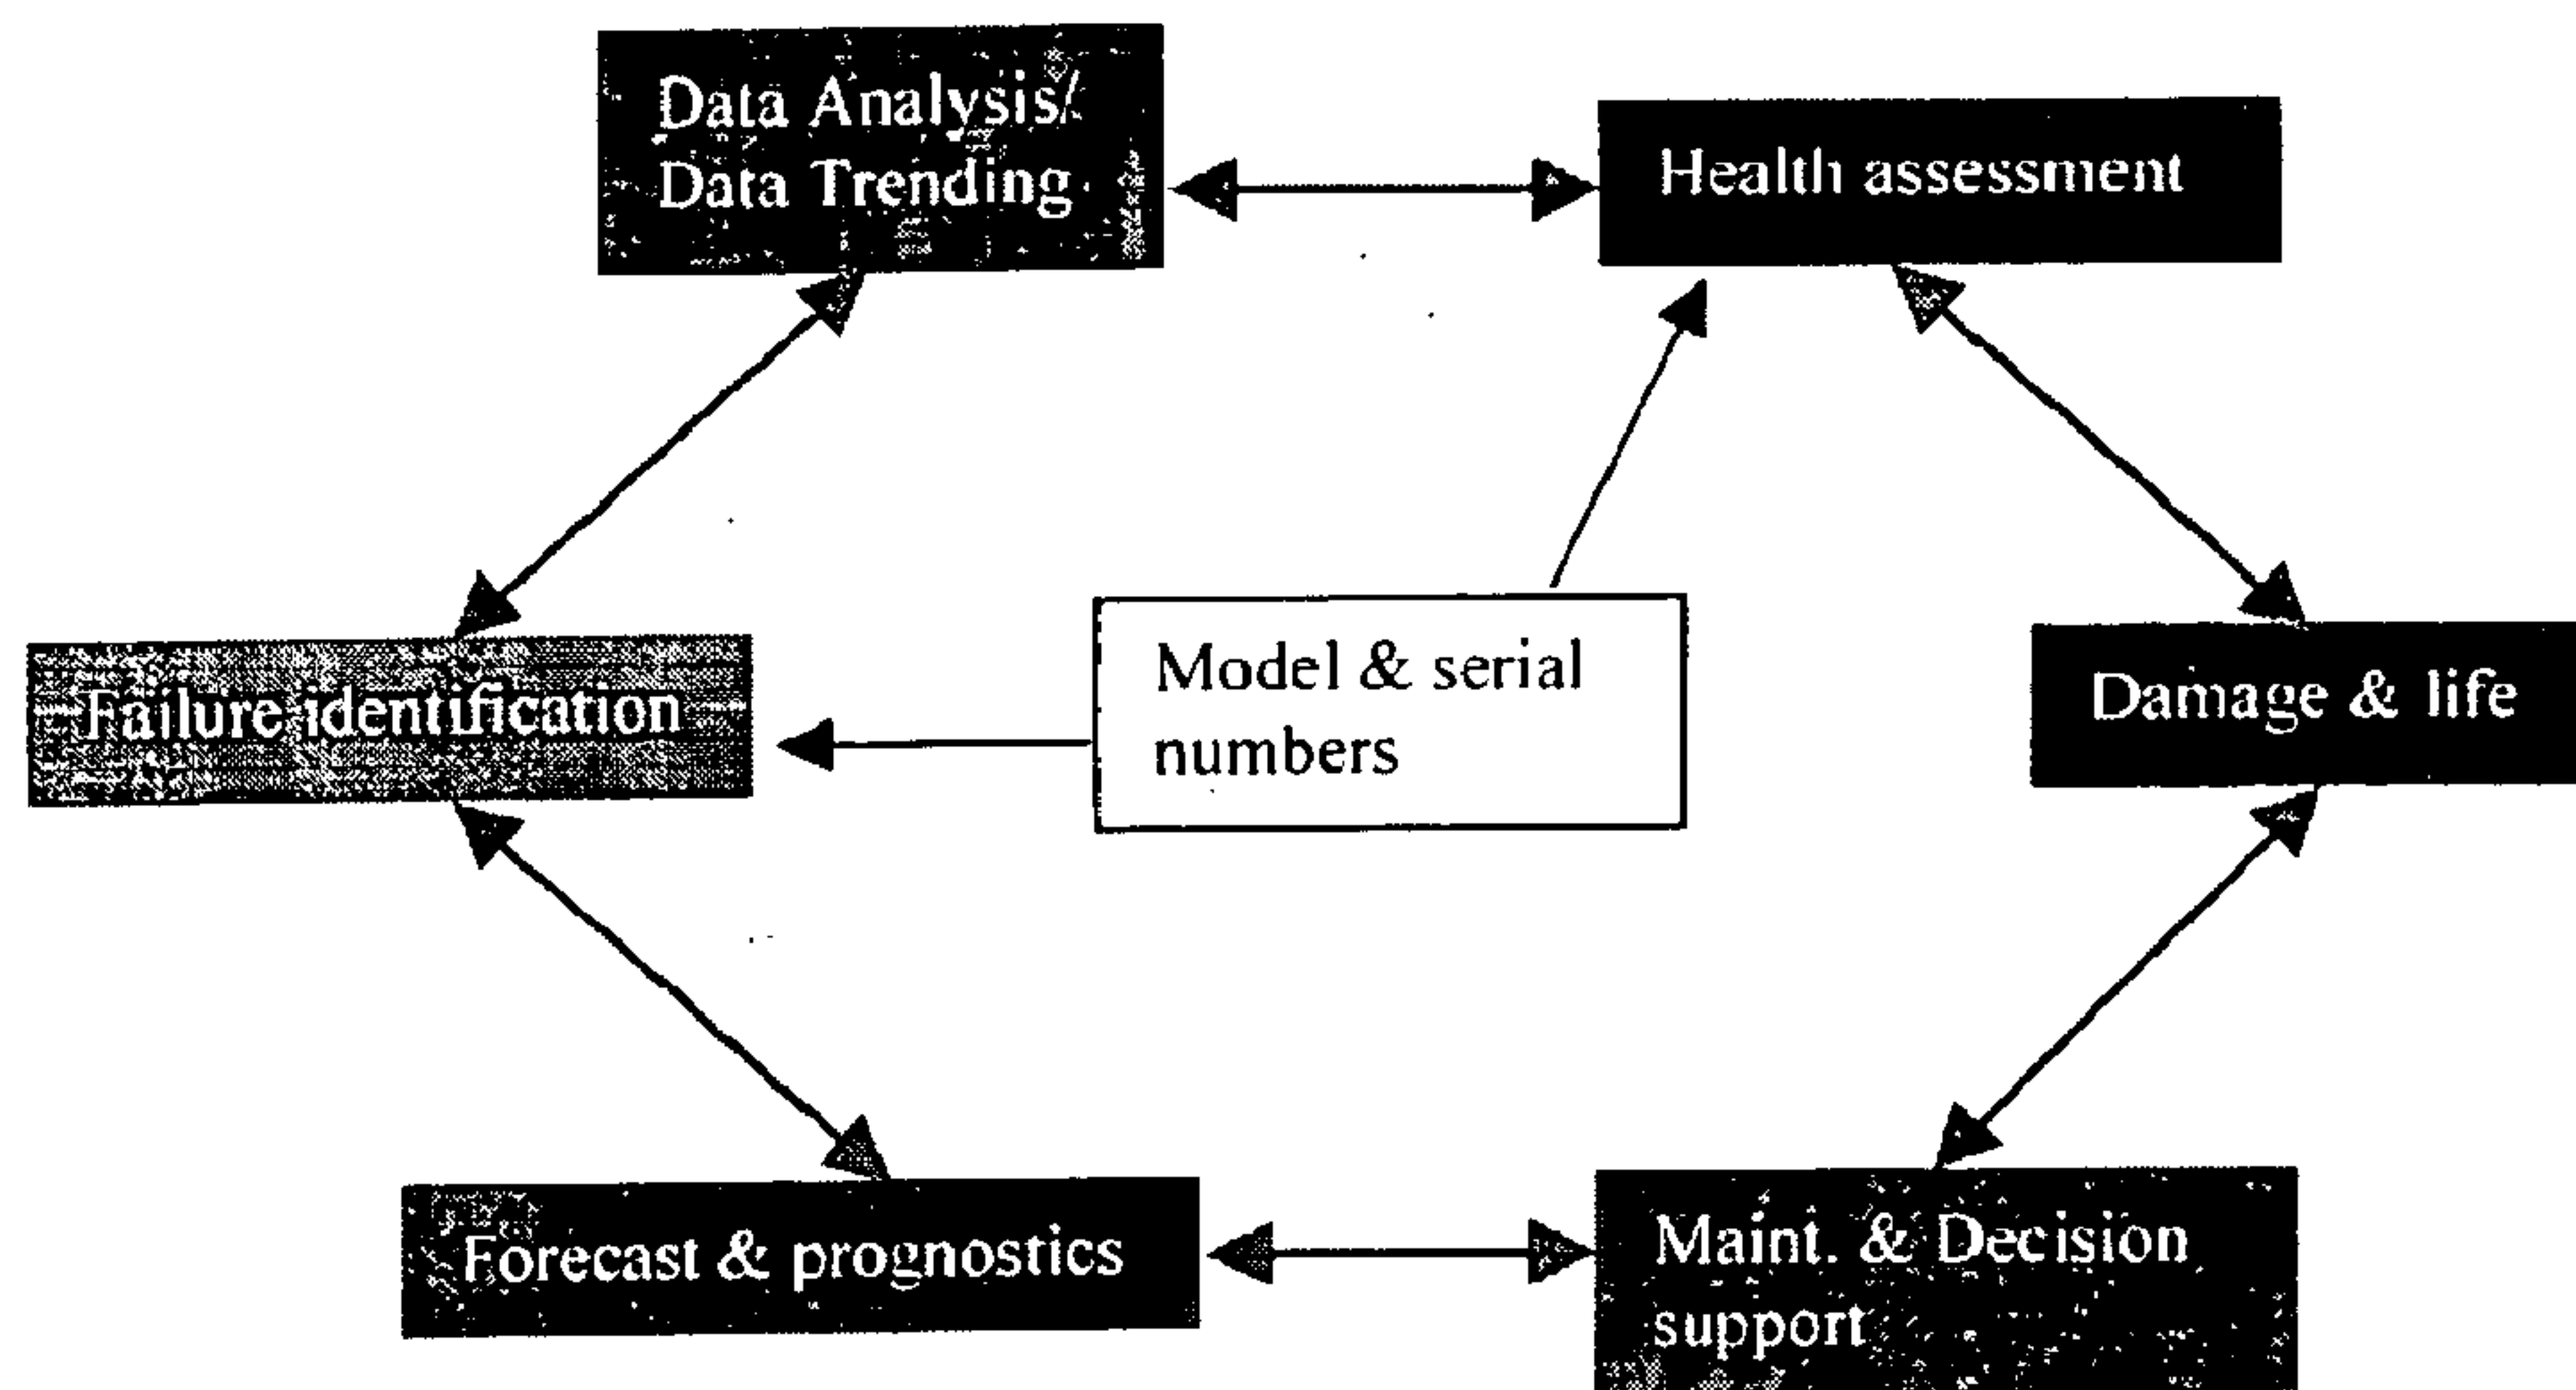 Data Analysis/
Data Trending
Health assessment
Failure identification
Model & serial
numbers
Damage & life
Forecast & prognostics
Maint. & Decision
support